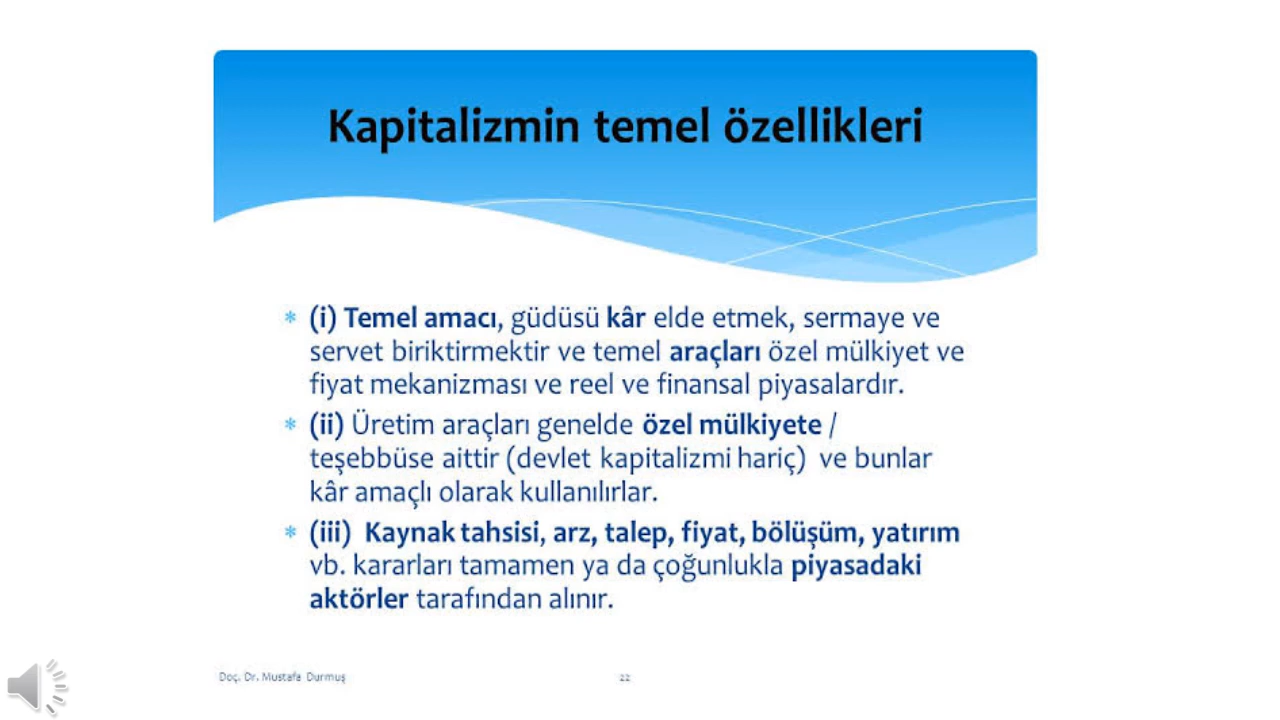 Kapitalizmin temel özellikleri
* (i) Temel amacı, güdüsü kâr elde etmek, sermaye ve
servet biriktirmektir ve temel araçları özel mülkiyet ve
fiyat mekanizması ve reel ve finansal piyasalardır.
* (ii) Üretim araçları genelde özel mülkiyete /
teşebbüse aittir (devlet kapitalizmi hariç) ve bunlar
kâr amaçlı olarak kullanılırlar.
* (iii) Kaynak tahsisi, arz, talep, fiyat, bölüşüm, yatırım
vb. kararları tamamen ya da çoğunlukla piyasadaki
aktörler tarafından alınır.
Doç. Dr. Mustafa Durmuş
22